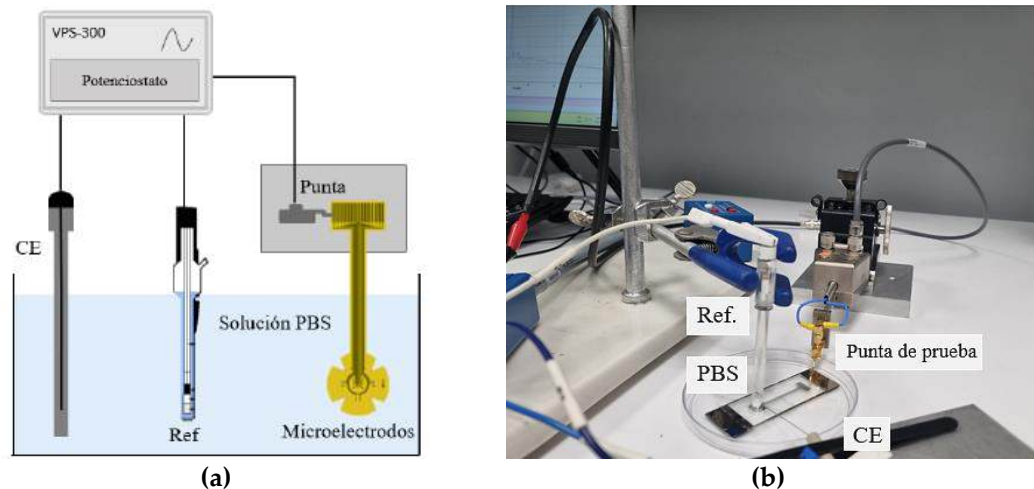 VPS-300
Potenciostato
Punta
CE
Solución PBS
Ref
Microelectrodos
(a)
Ref.
PBS
Punta de prueba
CE
(b)